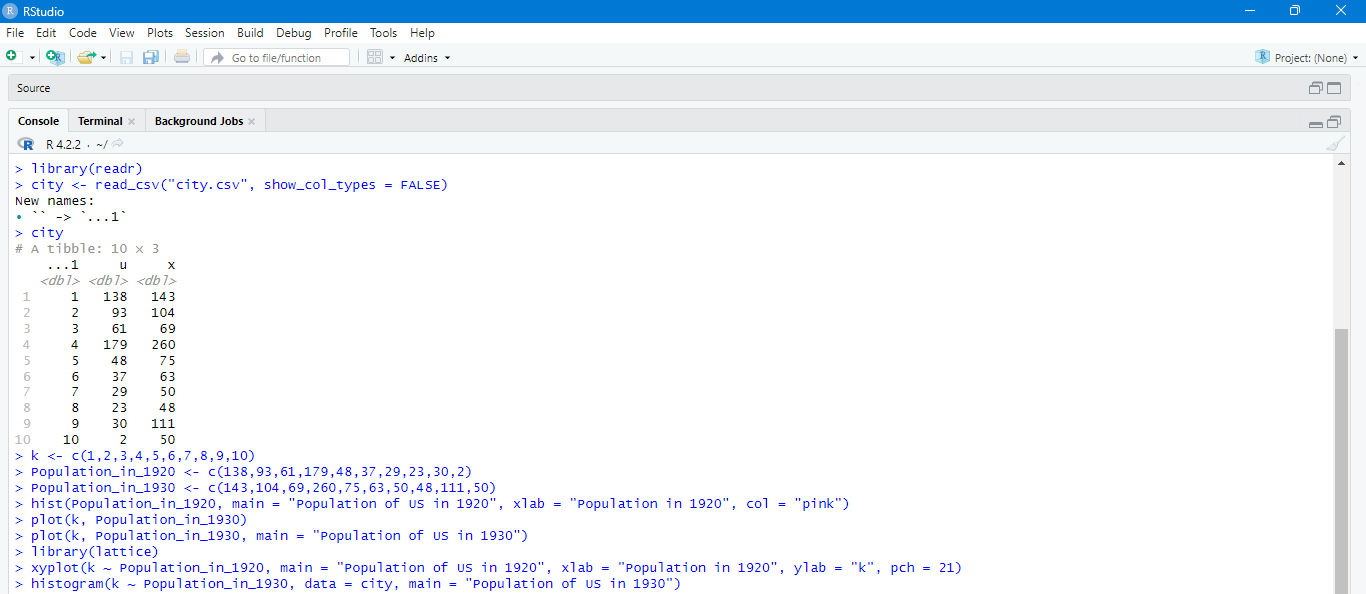 RStudio
File Edit Code View Plots Session Build Debug Profile Tools Help
Go to file/function Addins Project: (None)
Source
Console Terminal Background Jobs
R 4.2.2 · ~/
> library(readr)
> city <- read_csv("city.csv", show_col_types = FALSE)
New names:
• `` -> `...1`
> city
# A tibble: 10 × 3
...1 u x
<dbl> <dbl> <dbl>
1 1 138 143
2 2 93 104
3 3 61 69
4 4 179 260
5 5 48 75
6 6 37 63
7 7 29 50
8 8 23 48
9 9 30 111
10 10 2 50
> k <- c(1,2,3,4,5,6,7,8,9,10)
> Population_in_1920 <- c(138,93,61,179,48,37,29,23,30,2)
> Population_in_1930 <- c(143,104,69,260,75,63,50,48,111,50)
> hist(Population_in_1920, main = "Population of US in 1920", xlab = "Population in 1920", col = "pink")
> plot(k, Population_in_1930)
> plot(k, Population_in_1930, main = "Population of US in 1930")
> library(lattice)
> xyplot(k ~ Population_in_1920, main = "Population of US in 1920", xlab = "Population in 1920", ylab = "k", pch = 21)
> histogram(k ~ Population_in_1930, data = city, main = "Population of US in 1930")